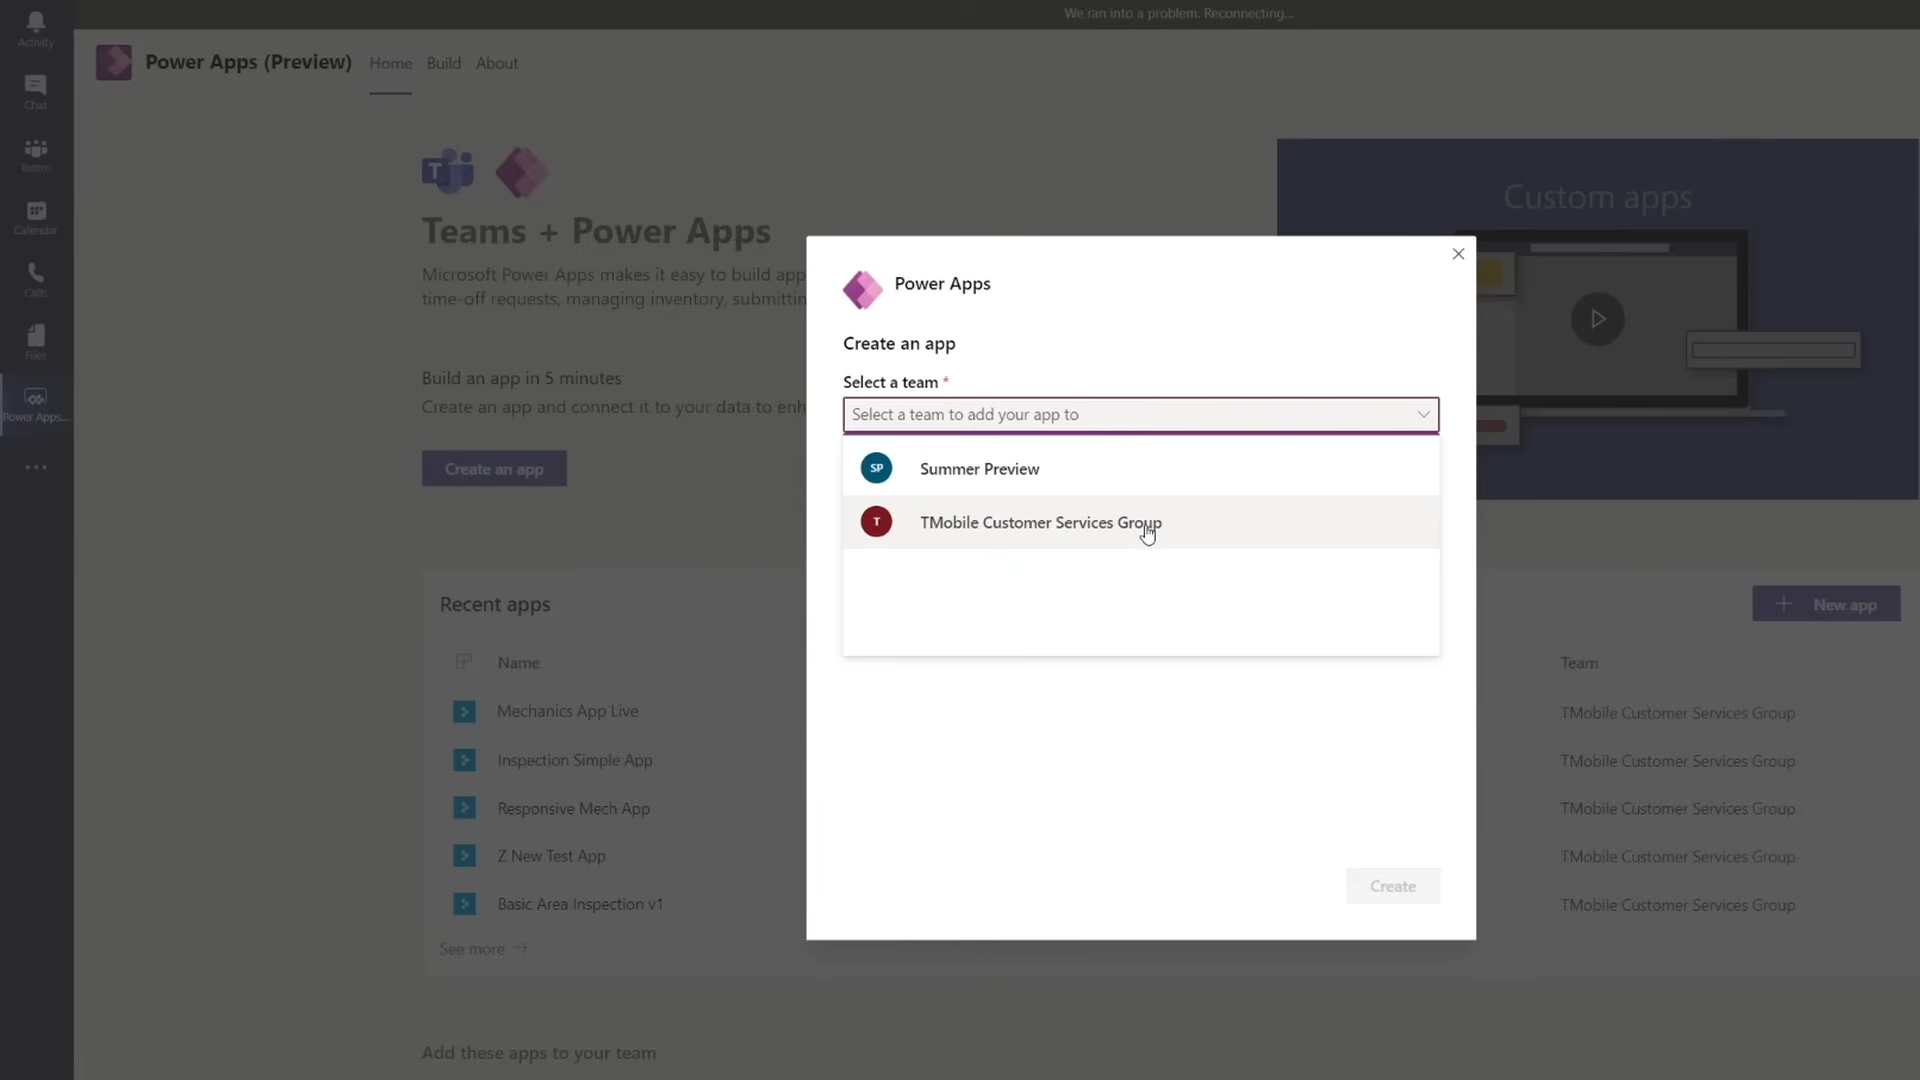 We ran into a problem. Reconnecting...
Activity
Chat
Teams
Calendar
Calls
Files
Power Apps...
Power Apps (Preview)
Home
Build
About
T
Teams + Power Apps
Microsoft Power Apps makes it easy to build app
time-off requests, managing inventory, submittin
Build an app in 5 minutes
Create an app and connect it to your data to enh
Create an app
Custom apps
Power Apps
Create an app
Select a team *
Select a team to add your app to
SP Summer Preview
T TMobile Customer Services Group
Create
Recent apps
New app
Name
Team
Mechanics App Live
TMobile Customer Services Group
Inspection Simple App
TMobile Customer Services Group
Responsive Mech App
TMobile Customer Services Group
Z New Test App
TMobile Customer Services Group
Basic Area Inspection v1
TMobile Customer Services Group
See more →
Add these apps to your team